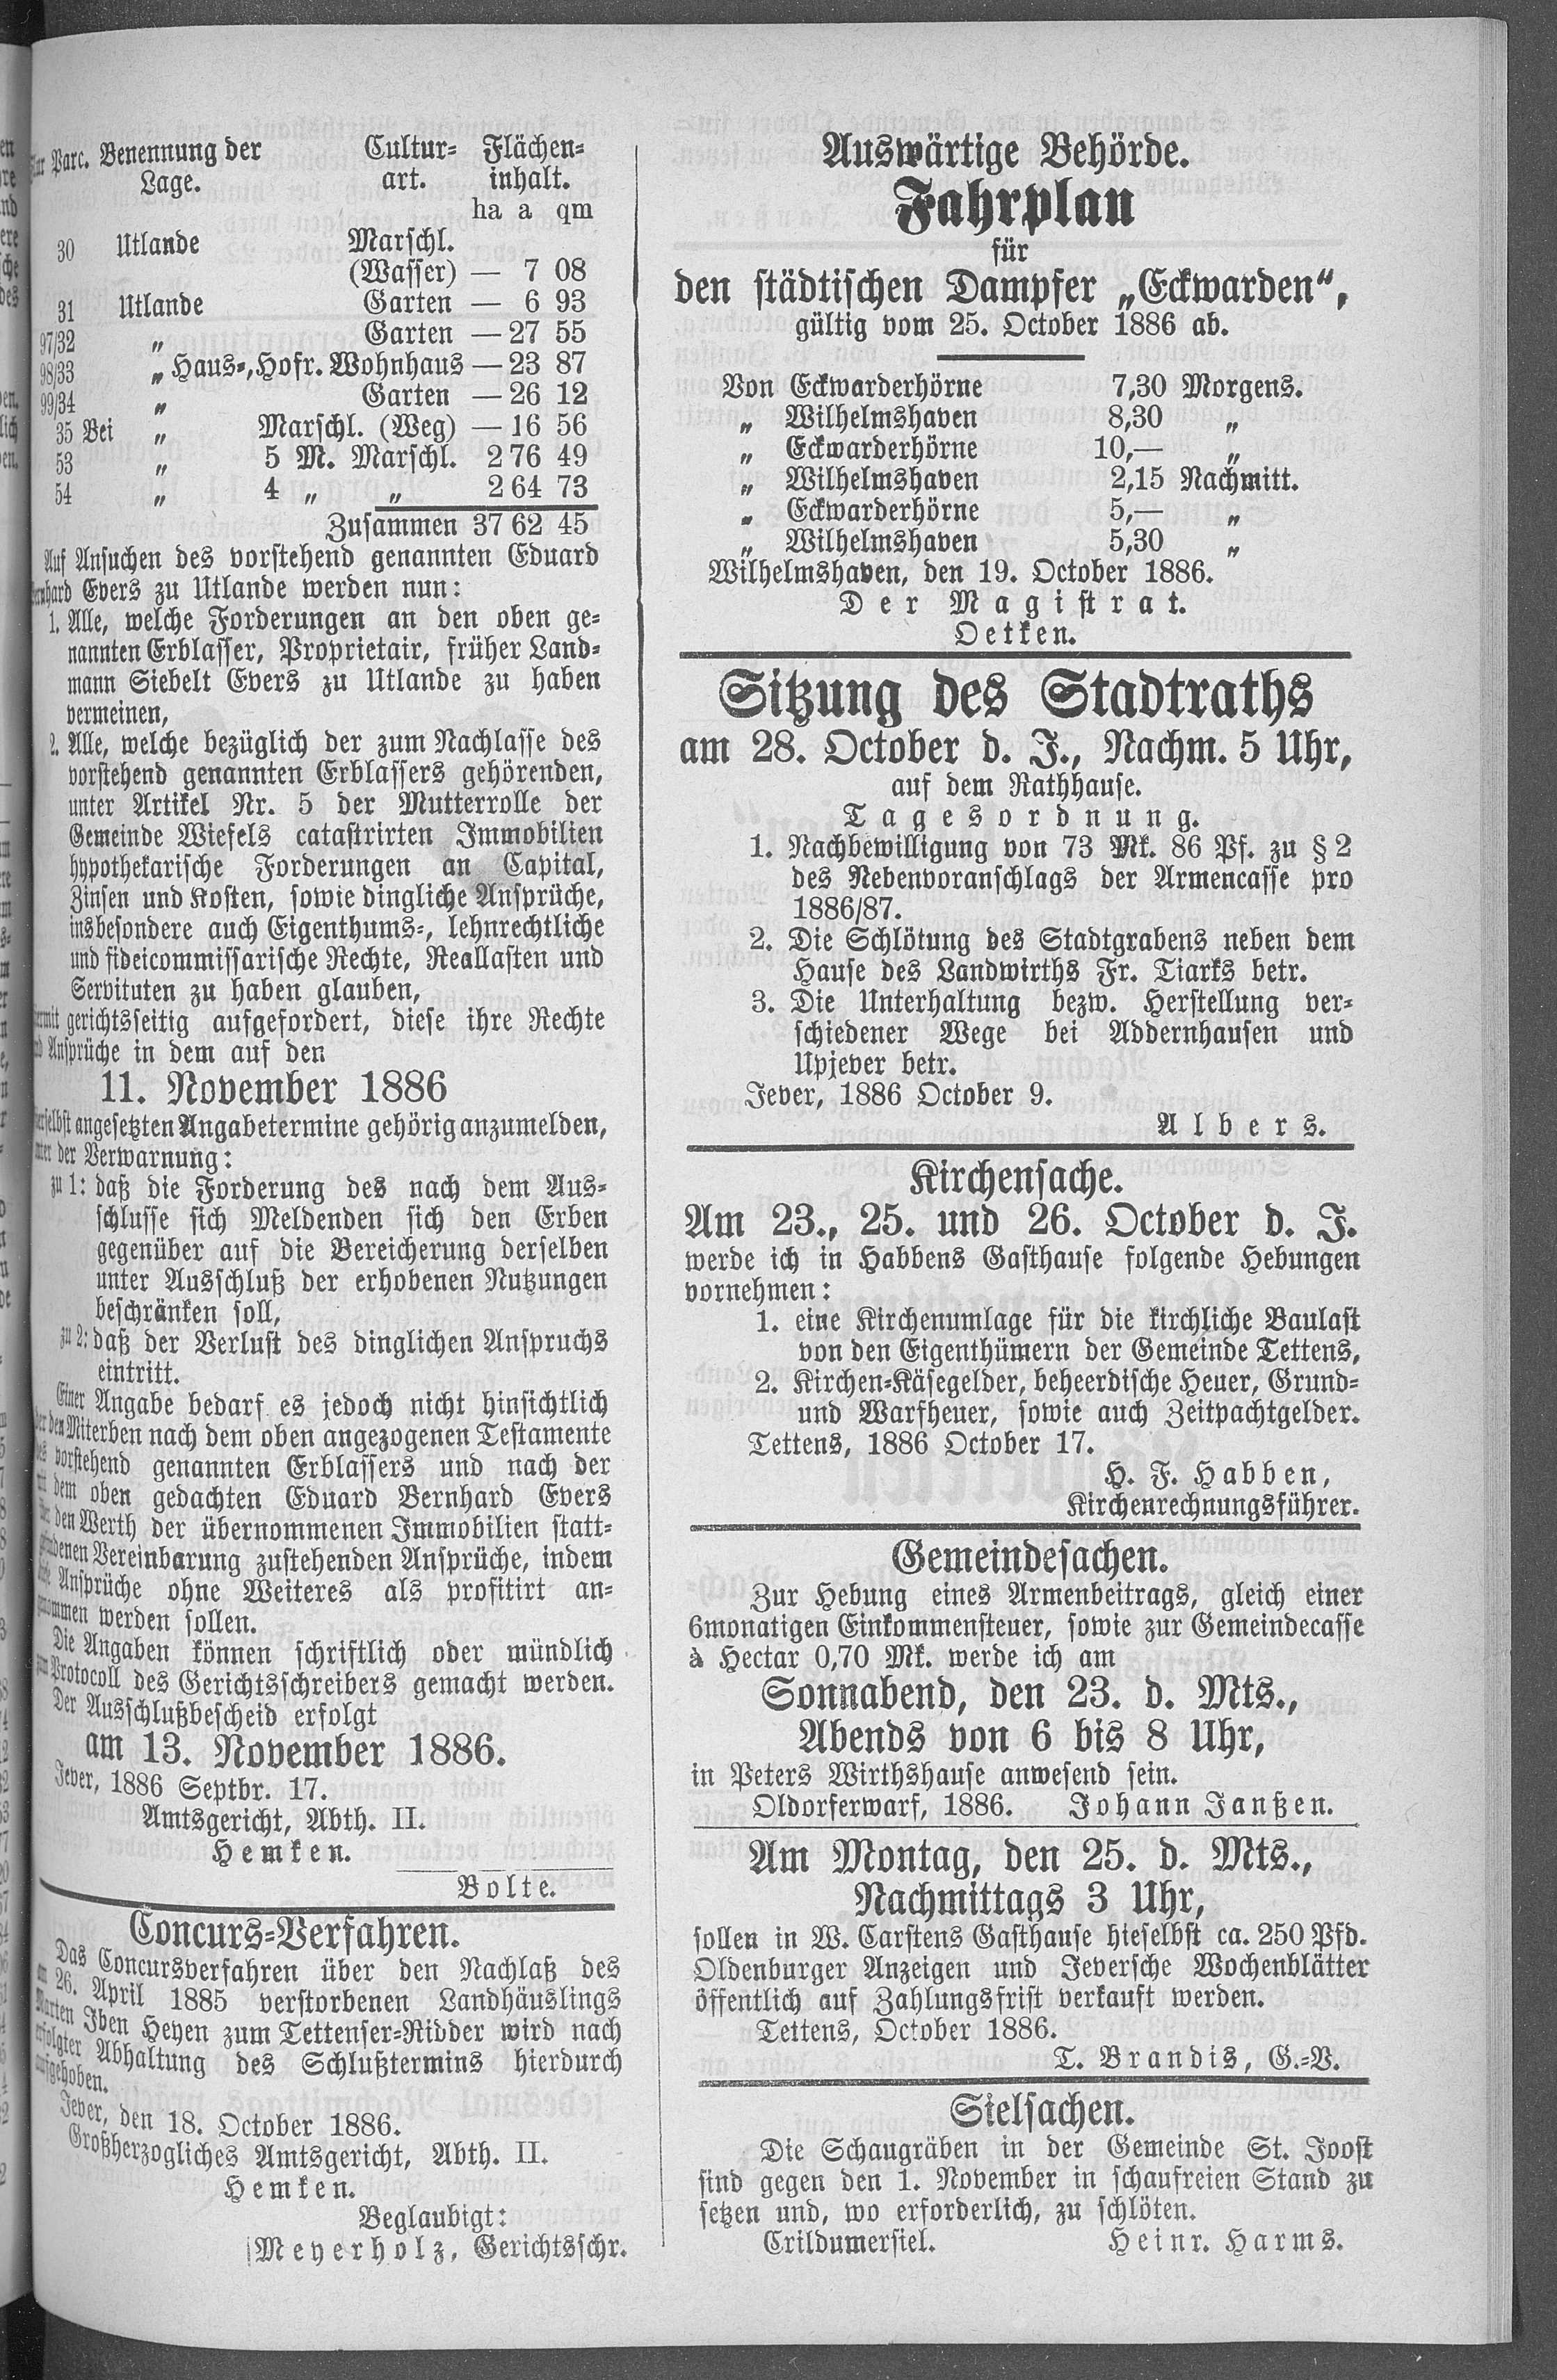 Flur Parc. Benennung der Cultur- Flächen-
Lage. art. inhalt.
ha a qm
30 Utlande Marschl.
(Wasser) — 7 08
31 Utlande Garten — 6 93
97/32 „ Garten — 27 55
98/33 „ Haus-, Hofr. Wohnhaus — 23 87
99/34 „ Garten — 26 12
35 Bei „ Marschl. (Weg) — 16 56
53 „ 5 M. Marschl. 2 76 49
54 „ 4 „ „ 2 64 73
Zusammen 37 62 45
Auf Ansuchen des vorstehend genannten Eduard
Bernhard Evers zu Utlande werden nun:
1. Alle, welche Forderungen an den oben ge-
nannten Erblasser, Proprietair, früher Land-
mann Siebelt Evers zu Utlande zu haben
vermeinen,
2. Alle, welche bezüglich der zum Nachlasse des
vorstehend genannten Erblassers gehörenden,
unter Artikel Nr. 5 der Mutterrolle der
Gemeinde Wiefels catastrirten Immobilien
hypothekarische Forderungen an Capital,
Zinsen und Kosten, sowie dingliche Ansprüche,
insbesondere auch Eigenthums-, lehnrechtliche
und fideicommissarische Rechte, Reallasten und
Servituten zu haben glauben,
gerichtsseitig aufgefordert, diese ihre Rechte
Ansprüche in dem auf den
11. November 1886
angesetzten Angabetermine gehörig anzumelden,
unter der Verwarnung:
zu 1: daß die Forderung des nach dem Aus-
schlusse sich Meldenden sich den Erben
gegenüber auf die Bereicherung derselben
unter Ausschluß der erhobenen Nutzungen
beschränken soll,
zu 2: daß der Verlust des dinglichen Anspruchs
eintritt.
Einer Angabe bedarf es jedoch nicht hinsichtlich
der den Miterben nach dem oben angezogenen Testamente
des vorstehend genannten Erblassers und nach der
mit dem oben gedachten Eduard Bernhard Evers
über den Werth der übernommenen Immobilien statt-
gefundenen Vereinbarung zustehenden Ansprüche, indem
Ansprüche ohne Weiteres als profitirt an-
genommen werden sollen.
Die Angaben können schriftlich oder mündlich
zum Protocoll des Gerichtsschreibers gemacht werden.
Der Ausschlußbescheid erfolgt
am 13. November 1886.
Jever, 1886 Septbr. 17.
Amtsgericht, Abth. II.
Hemken.
Bolte.
Concurs-Verfahren.
Das Concursverfahren über den Nachlaß des
am 26. April 1885 verstorbenen Landhäuslings
Marten Iben Heyen zum Tettenser-Ridder wird nach
erfolgter Abhaltung des Schlußtermins hierdurch
aufgehoben.
Jever, den 18. October 1886.
Großherzogliches Amtsgericht, Abth. II.
Hemken.
Beglaubigt:
Meyerholz, Gerichtsschr.
Auswärtige Behörde.
Fahrplan
für
den städtischen Dampfer „Eckwarden“,
gültig vom 25. October 1886 ab.
Von Eckwarderhörne 7,30 Morgens.
„ Wilhelmshaven 8,30 „
„ Eckwarderhörne 10,— „
„ Wilhelmshaven 2,15 Nachmitt.
„ Eckwarderhörne 5,— „
„ Wilhelmshaven 5,30 „
Wilhelmshaven, den 19. October 1886.
Der Magistrat.
Oetken.
Sitzung des Stadtraths
am 28. October d. J., Nachm. 5 Uhr,
auf dem Rathhause.
Tagesordnung.
1. Nachbewilligung von 73 Mk. 86 Pf. zu § 2
des Nebenvoranschlags der Armencasse pro
1886/87.
2. Die Schlötung des Stadtgrabens neben dem
Hause des Landwirths Fr. Tiarks betr.
3. Die Unterhaltung bezw. Herstellung ver-
schiedener Wege bei Addernhausen und
Upjever betr.
Jever, 1886 October 9.
Albers.
Kirchensache.
Am 23., 25. und 26. October d. J.
werde ich in Habbens Gasthause folgende Hebungen
vornehmen:
1. eine Kirchenumlage für die kirchliche Baulast
von den Eigenthümern der Gemeinde Tettens,
2. Kirchen-Käsegelder, beheerdische Heuer, Grund-
und Warfheuer, sowie auch Zeitpachtgelder.
Tettens, 1886 October 17.
H. F. Habben,
Kirchenrechnungsführer.
Gemeindesachen.
Zur Hebung eines Armenbeitrags, gleich einer
6monatigen Einkommensteuer, sowie zur Gemeindecasse
à Hectar 0,70 Mk. werde ich am
Sonnabend, den 23. d. Mts.,
Abends von 6 bis 8 Uhr,
in Peters Wirthshause anwesend sein.
Oldorferwarf, 1886. Johann Janßen.
Am Montag, den 25. d. Mts.,
Nachmittags 3 Uhr,
sollen in W. Carstens Gasthause hieselbst ca. 250 Pfd.
Oldenburger Anzeigen und Jeversche Wochenblätter
öffentlich auf Zahlungsfrist verkauft werden.
Tettens, October 1886.
T. Brandis, G.-V.
Sielsachen.
Die Schaugräben in der Gemeinde St. Joost
sind gegen den 1. November in schaufreien Stand zu
setzen und, wo erforderlich, zu schlöten.
Crildumersiel. Heinr. Harms.